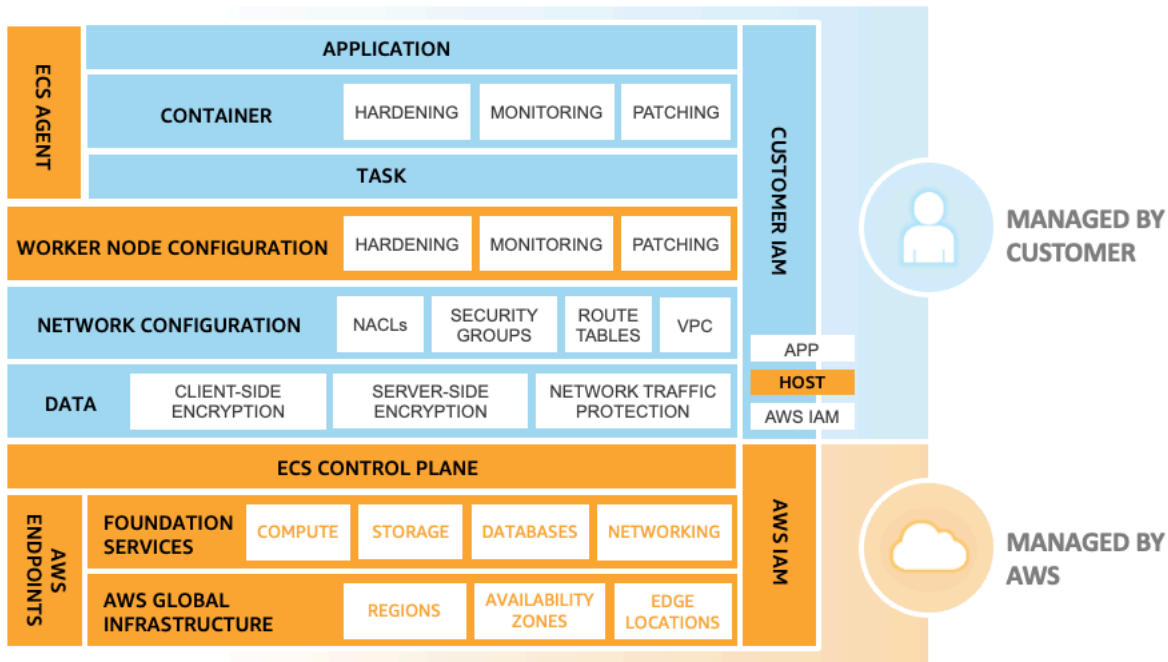 ECS AGENT
APPLICATION
CONTAINER
HARDENING
MONITORING
PATCHING
TASK
WORKER NODE CONFIGURATION
HARDENING
MONITORING
PATCHING
NETWORK CONFIGURATION
NACLs
SECURITY
GROUPS
ROUTE
TABLES
VPC
DATA
CLIENT-SIDE
ENCRYPTION
SERVER-SIDE
ENCRYPTION
NETWORK TRAFFIC
PROTECTION
CUSTOMER IAM
APP
HOST
AWS IAM
MANAGED BY
CUSTOMER
ECS CONTROL PLANE
AWS
ENDPOINTS
FOUNDATION
SERVICES
COMPUTE
STORAGE
DATABASES
NETWORKING
AWS GLOBAL
INFRASTRUCTURE
REGIONS
AVAILABILITY
ZONES
EDGE
LOCATIONS
AWS IAM
MANAGED BY
AWS